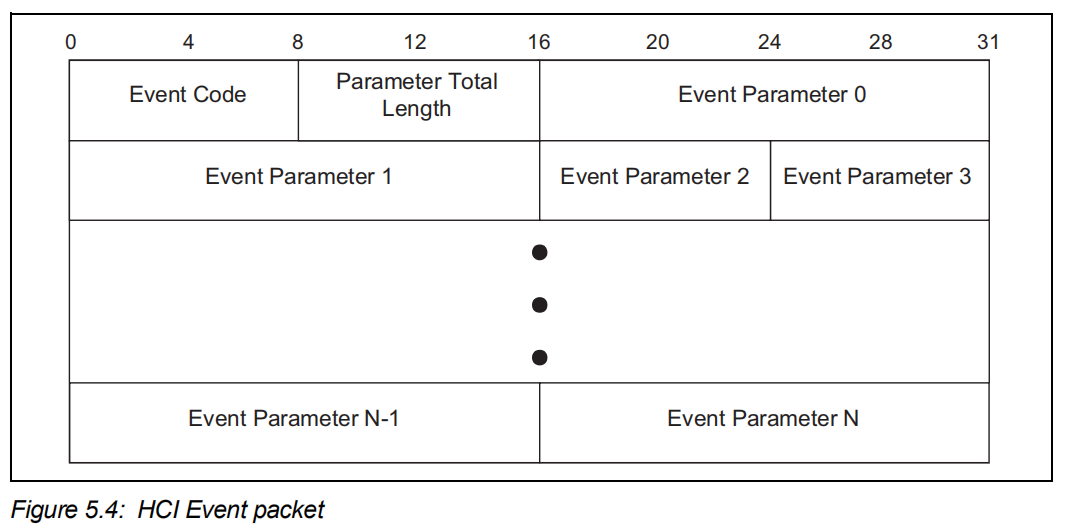 0 4 8 12 16 20 24 28 31
Event Code
Parameter Total
Length
Event Parameter 0
Event Parameter 1
Event Parameter 2
Event Parameter 3
Event Parameter N-1
Event Parameter N
Figure 5.4: HCI Event packet